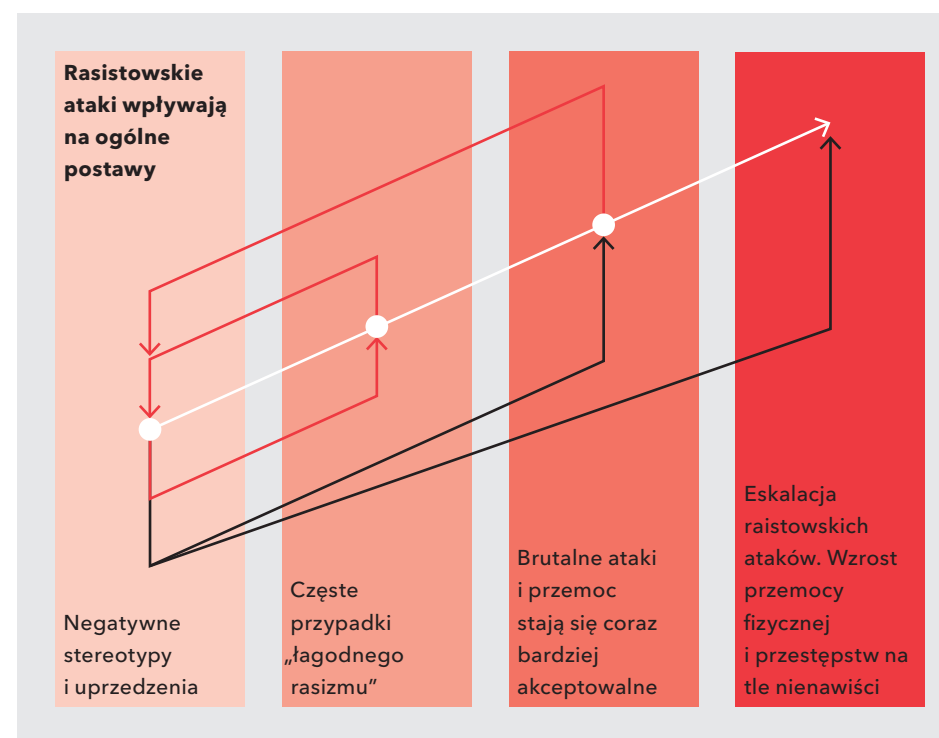 Rasistowskie
ataki wpływają
na ogólne
postawy
Negatywne
stereotypy
i uprzedzenia
Częste
przypadki
„łagodnego
rasizmu”
Brutalne ataki
i przemoc
stają się coraz
bardziej
akceptowalne
Eskalacja
raistowskich
ataków. Wzrost
przemocy
fizycznej
i przestępstw na
tle nienawiści